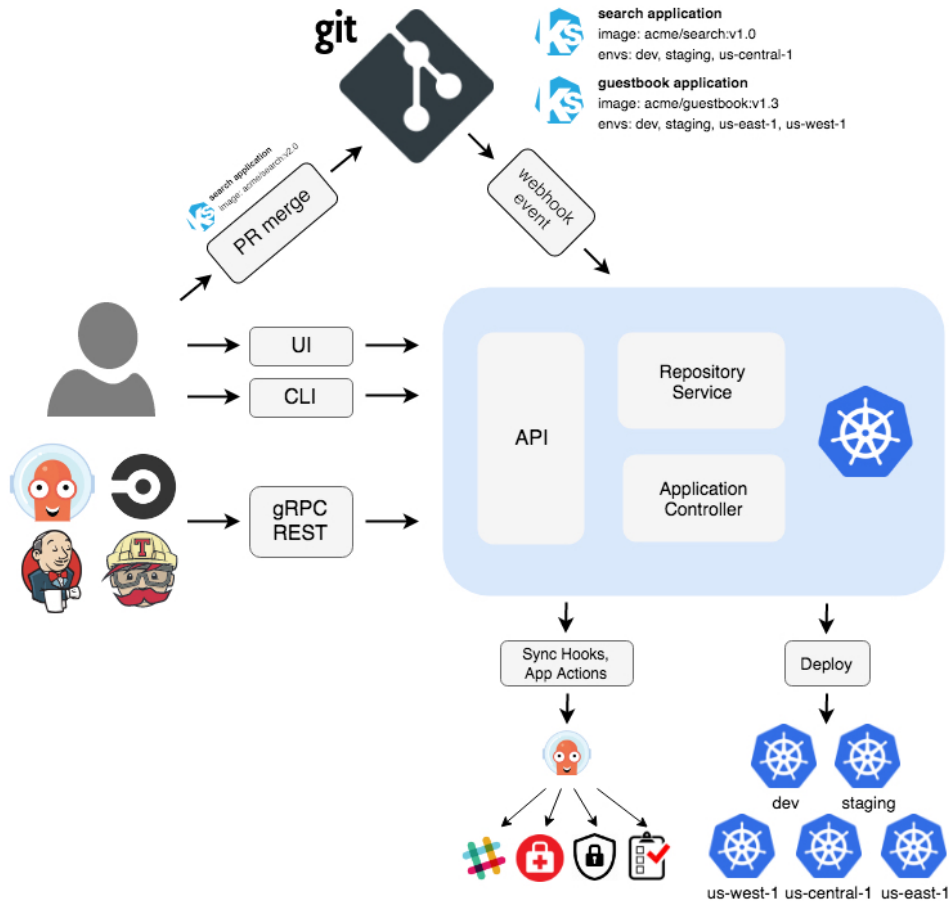 git
search application
image: acme/search:v1.0
envs: dev, staging, us-central-1
guestbook application
image: acme/guestbook:v1.3
envs: dev, staging, us-east-1, us-west-1
search application
image: acme/search:v2.0
PR merge
webhook
event
UI
CLI
gRPC
REST
API
Repository
Service
Application
Controller
Sync Hooks,
App Actions
Deploy
dev
staging
us-west-1
us-central-1
us-east-1
Ks
Ks
Ks
T